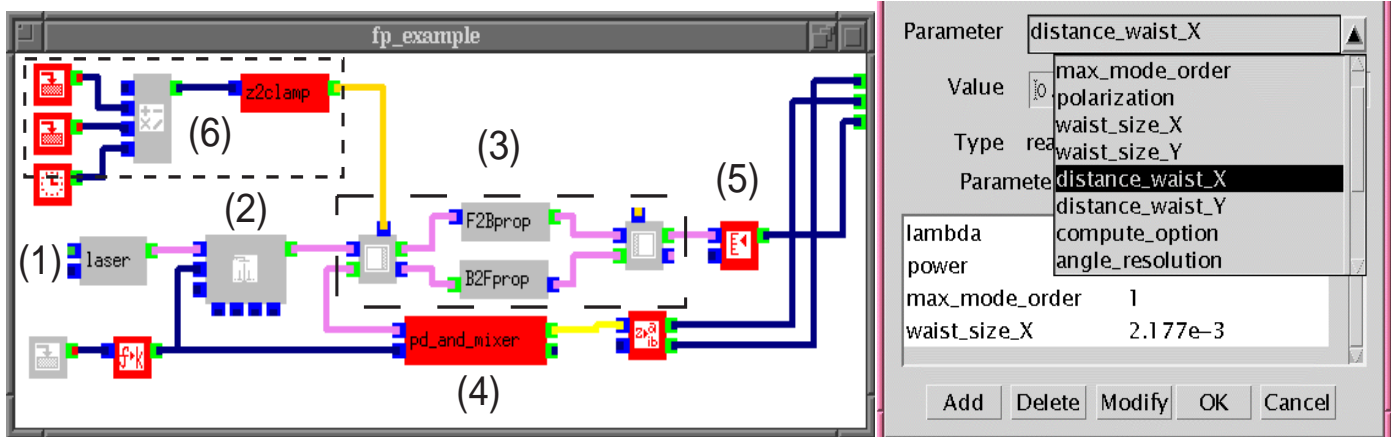 fp_example
z2clamp
(6)
(3)
(2)
(5)
F2Bprop
(1)
laser
B2Fprop
pd_and_mixer
(4)
Parameter distance_waist_X
max_mode_order
Value
polarization
waist_size_X
Type
waist_size_Y
distance_waist_X
distance_waist_Y
lambda
compute_option
power
angle_resolution
max_mode_order 1
waist_size_X 2.177e-3
Add Delete Modify OK Cancel